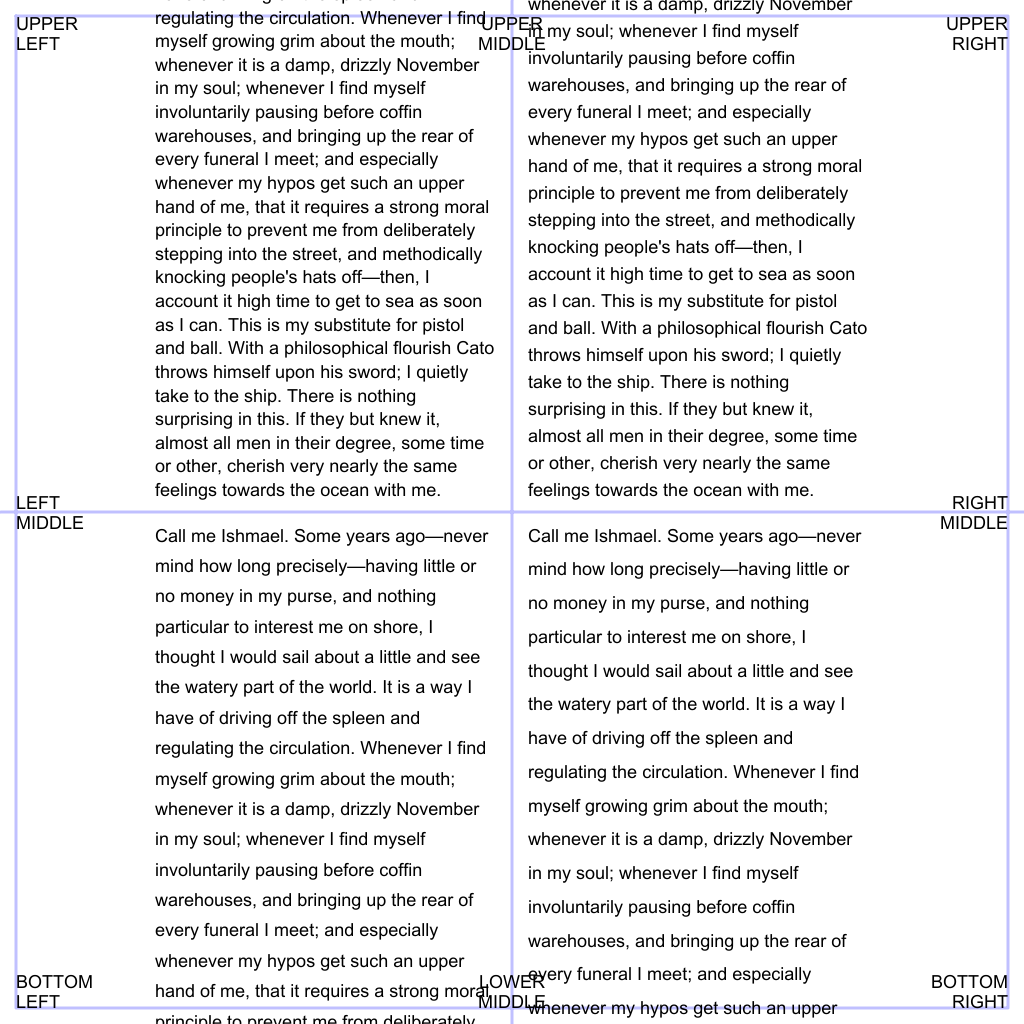 UPPER
LEFT
UPPER
MIDDLE
UPPER
RIGHT
regulating the circulation. Whenever I find
myself growing grim about the mouth;
whenever it is a damp, drizzly November
in my soul; whenever I find myself
involuntarily pausing before coffin
warehouses, and bringing up the rear of
every funeral I meet; and especially
whenever my hypos get such an upper
hand of me, that it requires a strong moral
principle to prevent me from deliberately
stepping into the street, and methodically
knocking people's hats off—then, I
account it high time to get to sea as soon
as I can. This is my substitute for pistol
and ball. With a philosophical flourish Cato
throws himself upon his sword; I quietly
take to the ship. There is nothing
surprising in this. If they but knew it,
almost all men in their degree, some time
or other, cherish very nearly the same
feelings towards the ocean with me.
whenever it is a damp, drizzly November
in my soul; whenever I find myself
involuntarily pausing before coffin
warehouses, and bringing up the rear of
every funeral I meet; and especially
whenever my hypos get such an upper
hand of me, that it requires a strong moral
principle to prevent me from deliberately
stepping into the street, and methodically
knocking people's hats off—then, I
account it high time to get to sea as soon
as I can. This is my substitute for pistol
and ball. With a philosophical flourish Cato
throws himself upon his sword; I quietly
take to the ship. There is nothing
surprising in this. If they but knew it,
almost all men in their degree, some time
or other, cherish very nearly the same
feelings towards the ocean with me.
LEFT
MIDDLE
RIGHT
MIDDLE
Call me Ishmael. Some years ago—never
mind how long precisely—having little or
no money in my purse, and nothing
particular to interest me on shore, I
thought I would sail about a little and see
the watery part of the world. It is a way I
have of driving off the spleen and
regulating the circulation. Whenever I find
myself growing grim about the mouth;
whenever it is a damp, drizzly November
in my soul; whenever I find myself
involuntarily pausing before coffin
warehouses, and bringing up the rear of
every funeral I meet; and especially
whenever my hypos get such an upper
hand of me, that it requires a strong moral
principle to prevent me from deliberately
Call me Ishmael. Some years ago—never
mind how long precisely—having little or
no money in my purse, and nothing
particular to interest me on shore, I
thought I would sail about a little and see
the watery part of the world. It is a way I
have of driving off the spleen and
regulating the circulation. Whenever I find
myself growing grim about the mouth;
whenever it is a damp, drizzly November
in my soul; whenever I find myself
involuntarily pausing before coffin
warehouses, and bringing up the rear of
every funeral I meet; and especially
whenever my hypos get such an upper
BOTTOM
LEFT
LOWER
MIDDLE
BOTTOM
RIGHT